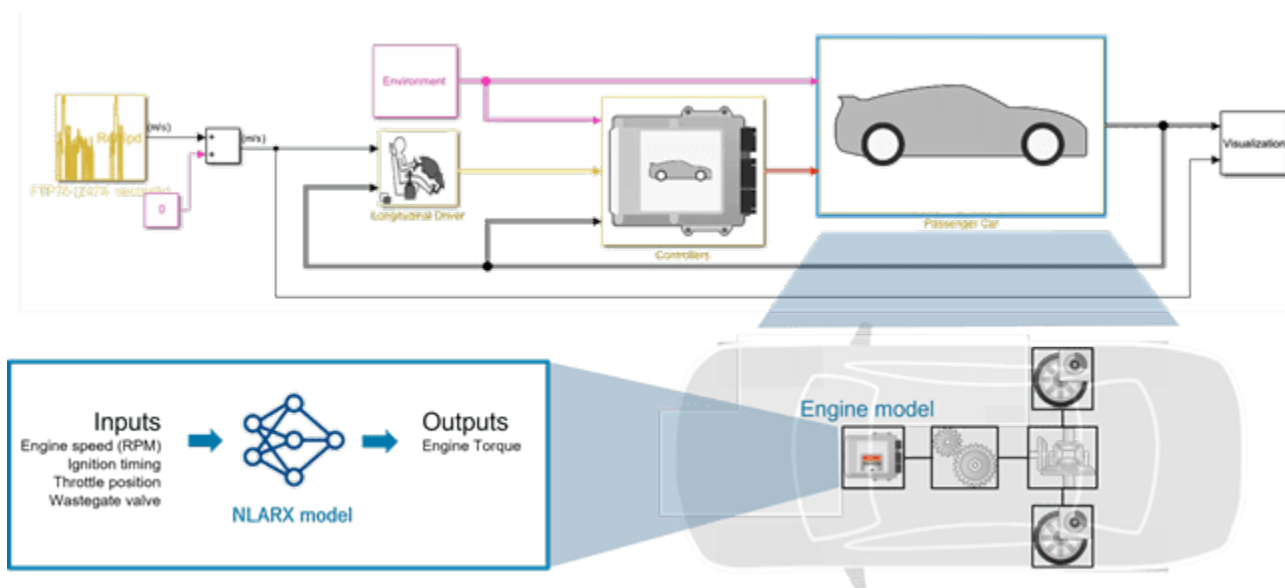 Environment
(m/s)
(m/s)
0
Longitudinal Driver
Controllers
Passenger Car
Visualization
Inputs
Engine speed (RPM)
Ignition timing
Throttle position
Wastegate valve
NLARX model
Outputs
Engine Torque
Engine model